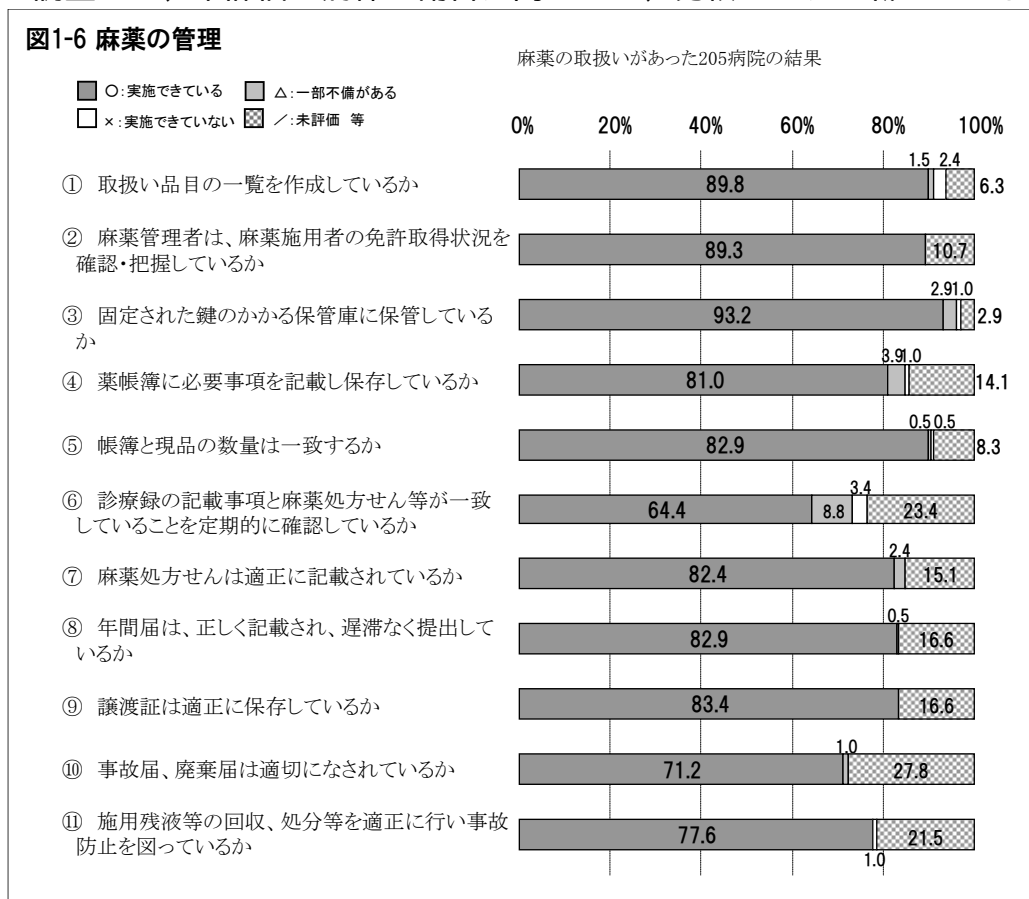 図1-6 麻薬の管理
麻薬の取扱いがあった205病院の結果
○:実施できている △:一部不備がある
×:実施できていない ／:未評価 等
0% 20% 40% 60% 80% 100%
① 取扱い品目の一覧を作成しているか 89.8 1.5 2.4 6.3
② 麻薬管理者は、麻薬施用者の免許取得状況を
確認・把握しているか 89.3 10.7
③ 固定された鍵のかかる保管庫に保管している
か 93.2 2.9 1.0 2.9
④ 薬帳簿に必要事項を記載し保存しているか 81.0 3.9 1.0 14.1
⑤ 帳簿と現品の数量は一致するか 82.9 0.5 0.5 8.3
⑥ 診療録の記載事項と麻薬処方せん等が一致
していることを定期的に確認しているか 64.4 8.8 3.4 23.4
⑦ 麻薬処方せんは適正に記載されているか 82.4 2.4 15.1
⑧ 年間届は、正しく記載され、遅滞なく提出して
いるか 82.9 0.5 16.6
⑨ 譲渡証は適正に保存しているか 83.4 16.6
⑩ 事故届、廃棄届は適切になされているか 71.2 1.0 27.8
⑪ 施用残液等の回収、処分等を適正に行い事故
防止を図っているか 77.6 1.0 21.5